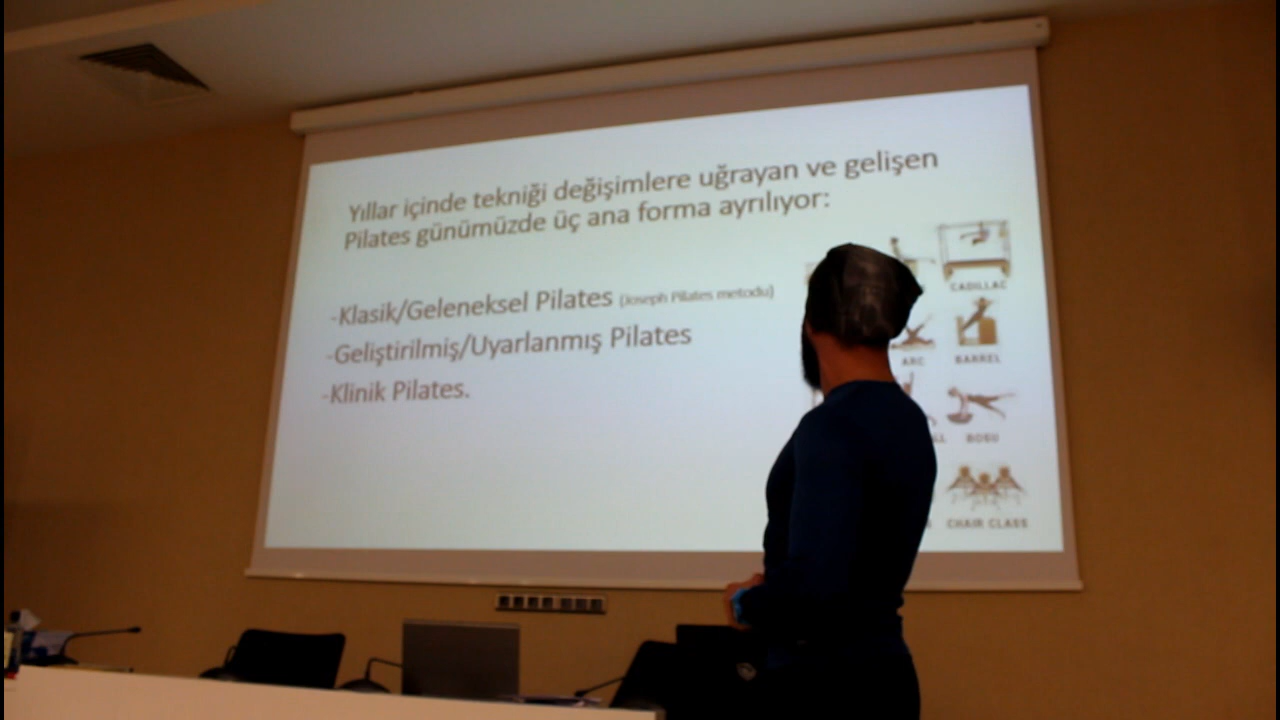 Yıllar içinde tekniği değişimlere uğrayan ve gelişen
Pilates günümüzde üç ana forma ayrılıyor:
-Klasik/Geleneksel Pilates (Joseph Pilates metodu)
-Geliştirilmiş/Uyarlanmış Pilates
-Klinik Pilates.
CADILLAC
ARC
BARREL
BOSU
CHAIR CLASS